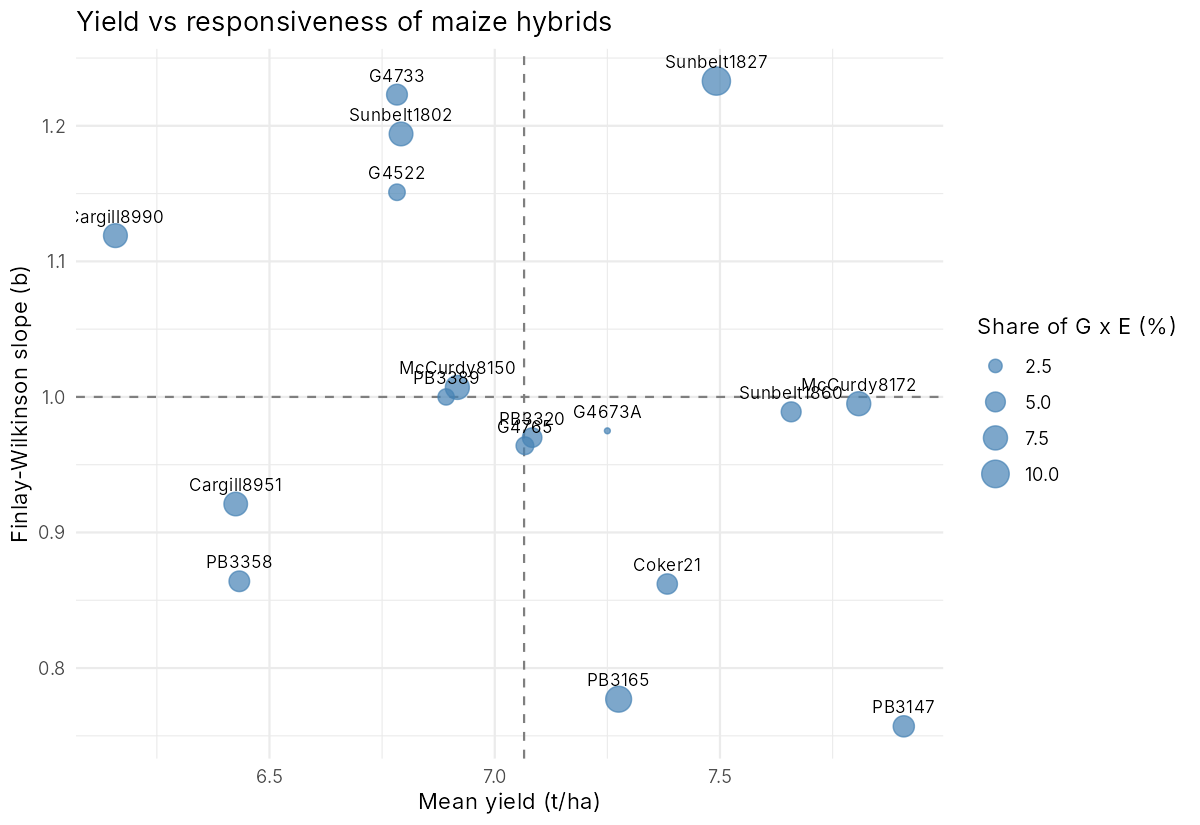 Yield vs responsiveness of maize hybrids
Sunbelt1827
G4733
Sunbelt1802
G4522
Cargill8990
McCurdy8150
PB3389
McCurdy8172
Sunbelt1860
G4673A
PB3320
G4765
Cargill8951
PB3358
Coker21
PB3165
PB3147
1.2
1.1
1.0
0.9
0.8
Finlay-Wilkinson slope (b)
6.5
7.0
7.5
Mean yield (t/ha)
Share of G x E (%)
2.5
5.0
7.5
10.0